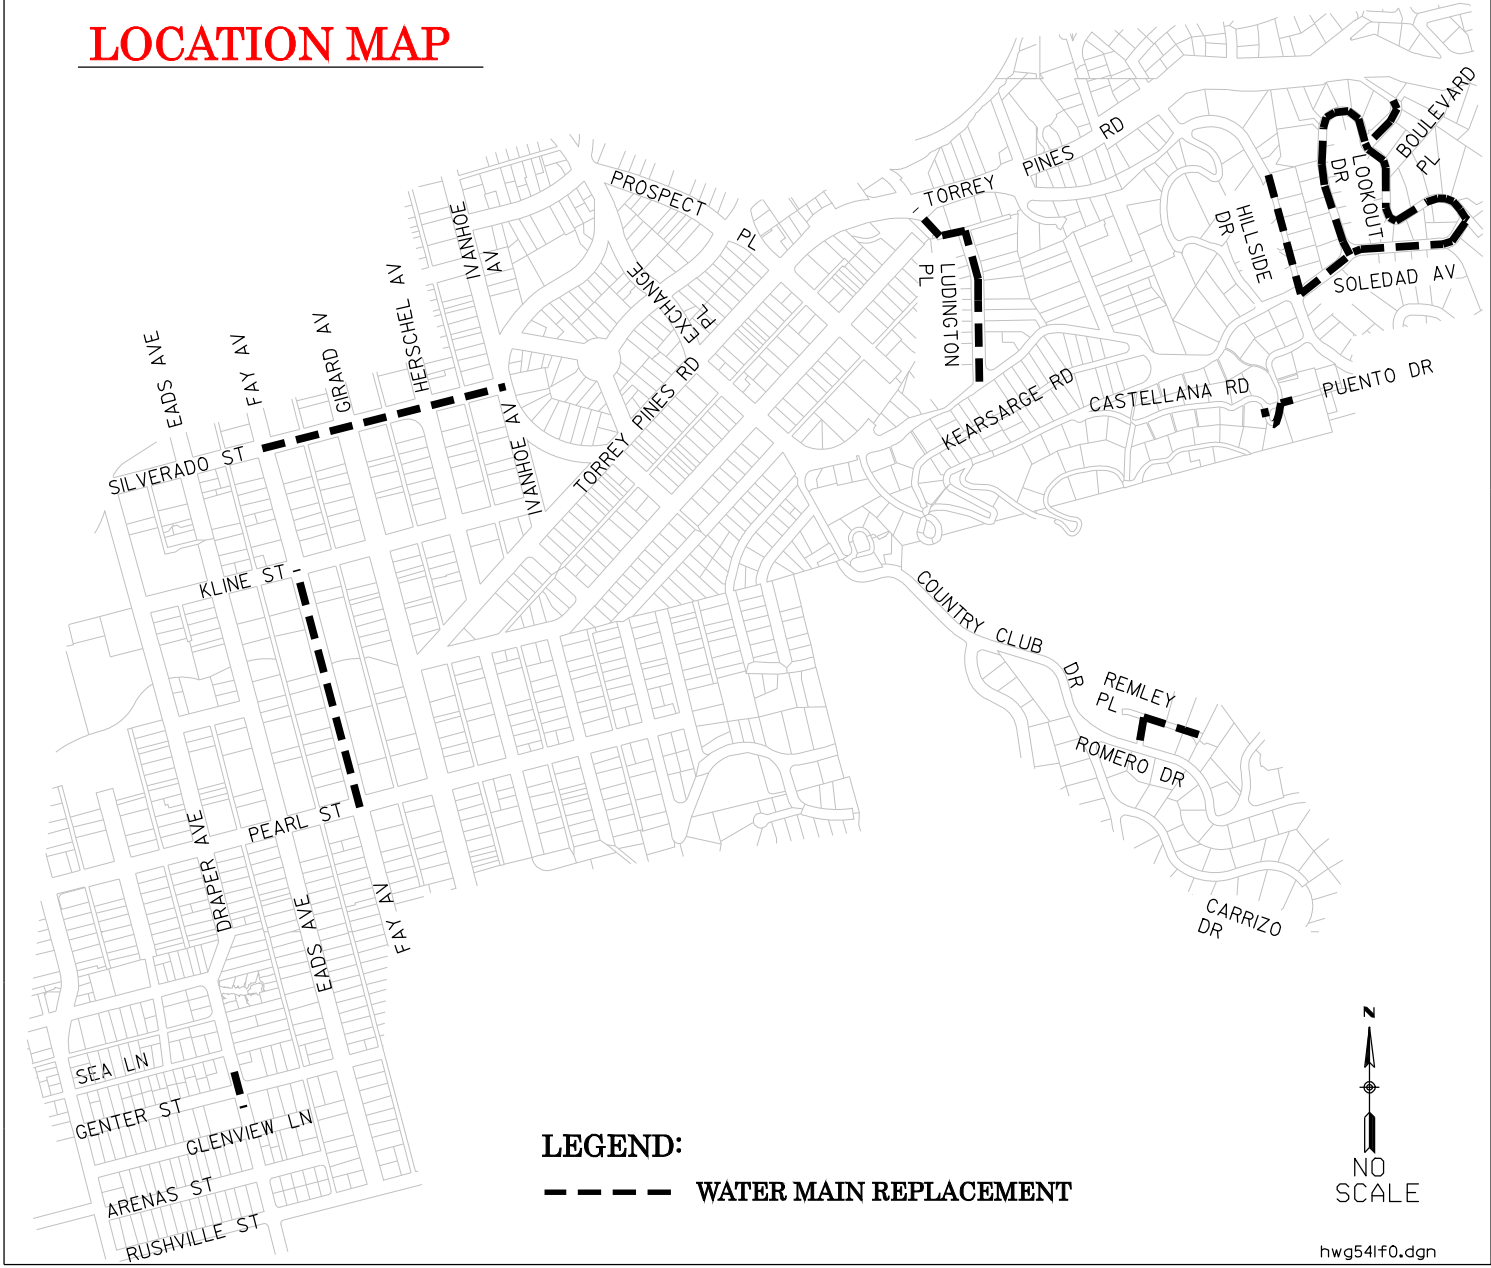 LOCATION MAP
BOULEVARD
PL
LOOKOUT
DR
HILLSIDE
DR
SOLEDAD AV
TORREY
PINES
RD
PROSPECT
PL
IVANHOE
AV
EXCHANGE
PL
LUDINGTON
PL
HERSCHEL AV
GIRARD AV
FAY AV
EADS AVE
SILVERADO ST
IVANHOE AV
TORREY PINES RD
KEARSARGE RD
CASTELLANA RD
PUENTO DR
KLINE ST
COUNTRY CLUB
DR
REMLEY
PL
ROMERO DR
CARRIZO
DR
PEARL ST
DRAPER AVE
EADS AVE
FAY AV
SEA LN
GENTER ST
GLENVIEW LN
ARENAS ST
RUSHVILLE ST
LEGEND:
WATER MAIN REPLACEMENT
N
NO
SCALE
hwg541f0.dgn